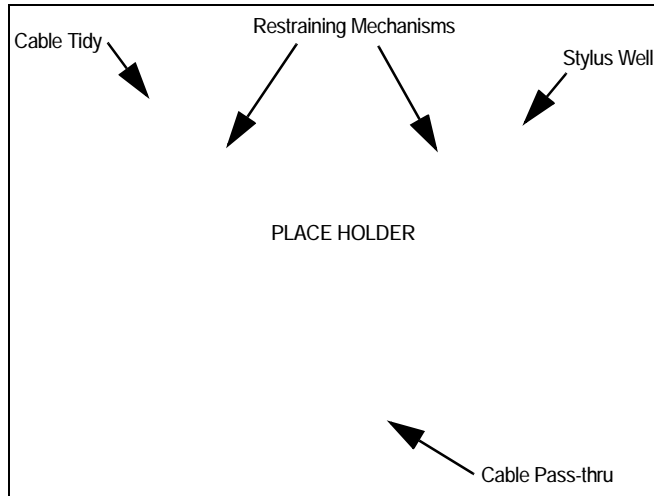 Restraining Mechanisms
Cable Tidy
Stylus Well
PLACE HOLDER
Cable Pass-thru